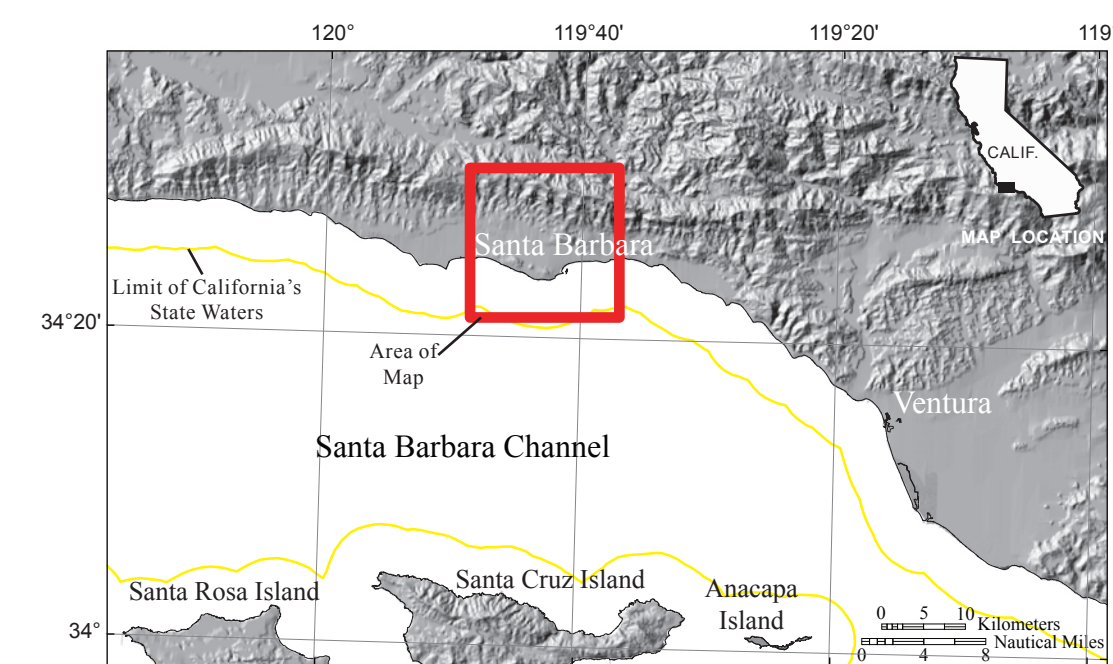 120°
119°40'
119°20'
119
CALIF.
MAP LOCATION
Santa Barbara
Limit of California's
State Waters
34°20'
Area of
Map
Ventura
Santa Barbara Channel
Santa Rosa Island
Santa Cruz Island
Anacapa
Island
0 5 10
Kilometers
Nautical Miles
0 4 8
34°